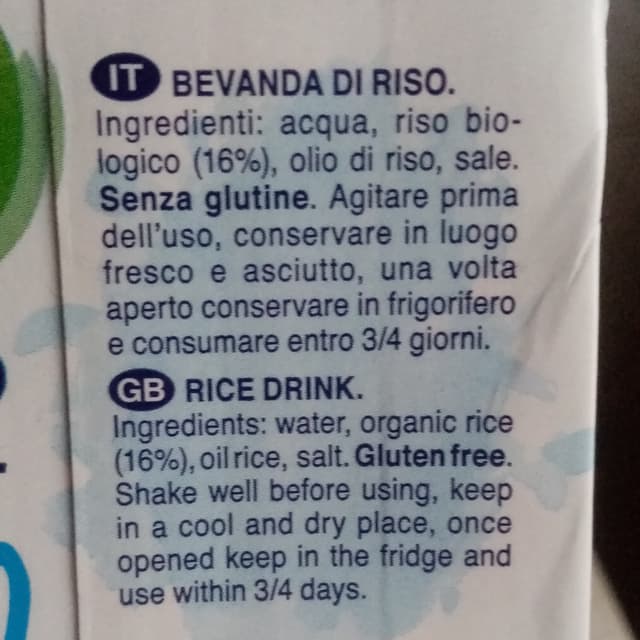 IT BEVANDA DI RISO.
Ingredienti: acqua, riso bio-
logico (16%), olio di riso, sale.
Senza glutine. Agitare prima
dell'uso, conservare in luogo
fresco e asciutto, una volta
aperto conservare in frigorifero
e consumare entro 3/4 giorni.
GB RICE DRINK.
Ingredients: water, organic rice
(16%), oil rice, salt. Gluten free.
Shake well before using, keep
in a cool and dry place, once
opened keep in the fridge and
use within 3/4 days.